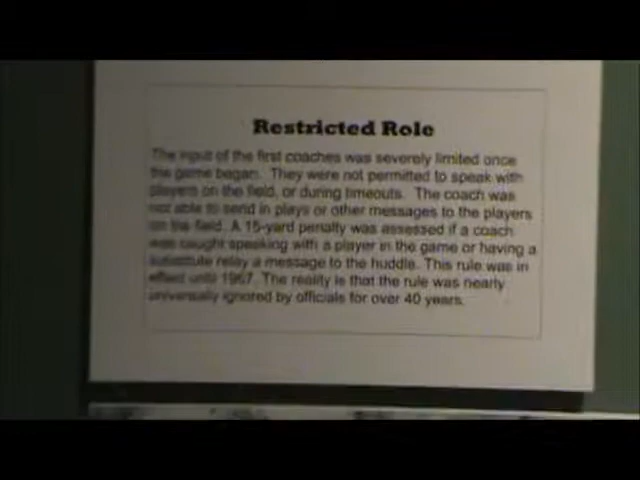 Restricted Role
The input of the first coaches was severely limited once
the game began. They were not permitted to speak with
players on the field, or during timeouts. The coach was
not able to send in plays or other messages to the players
on the field. A 15-yard penalty was assessed if a coach
was caught speaking with a player in the game or having a
substitute relay a message to the huddle. This rule was in
effect until 1967. The reality is that the rule was nearly
universally ignored by officials for over 40 years.